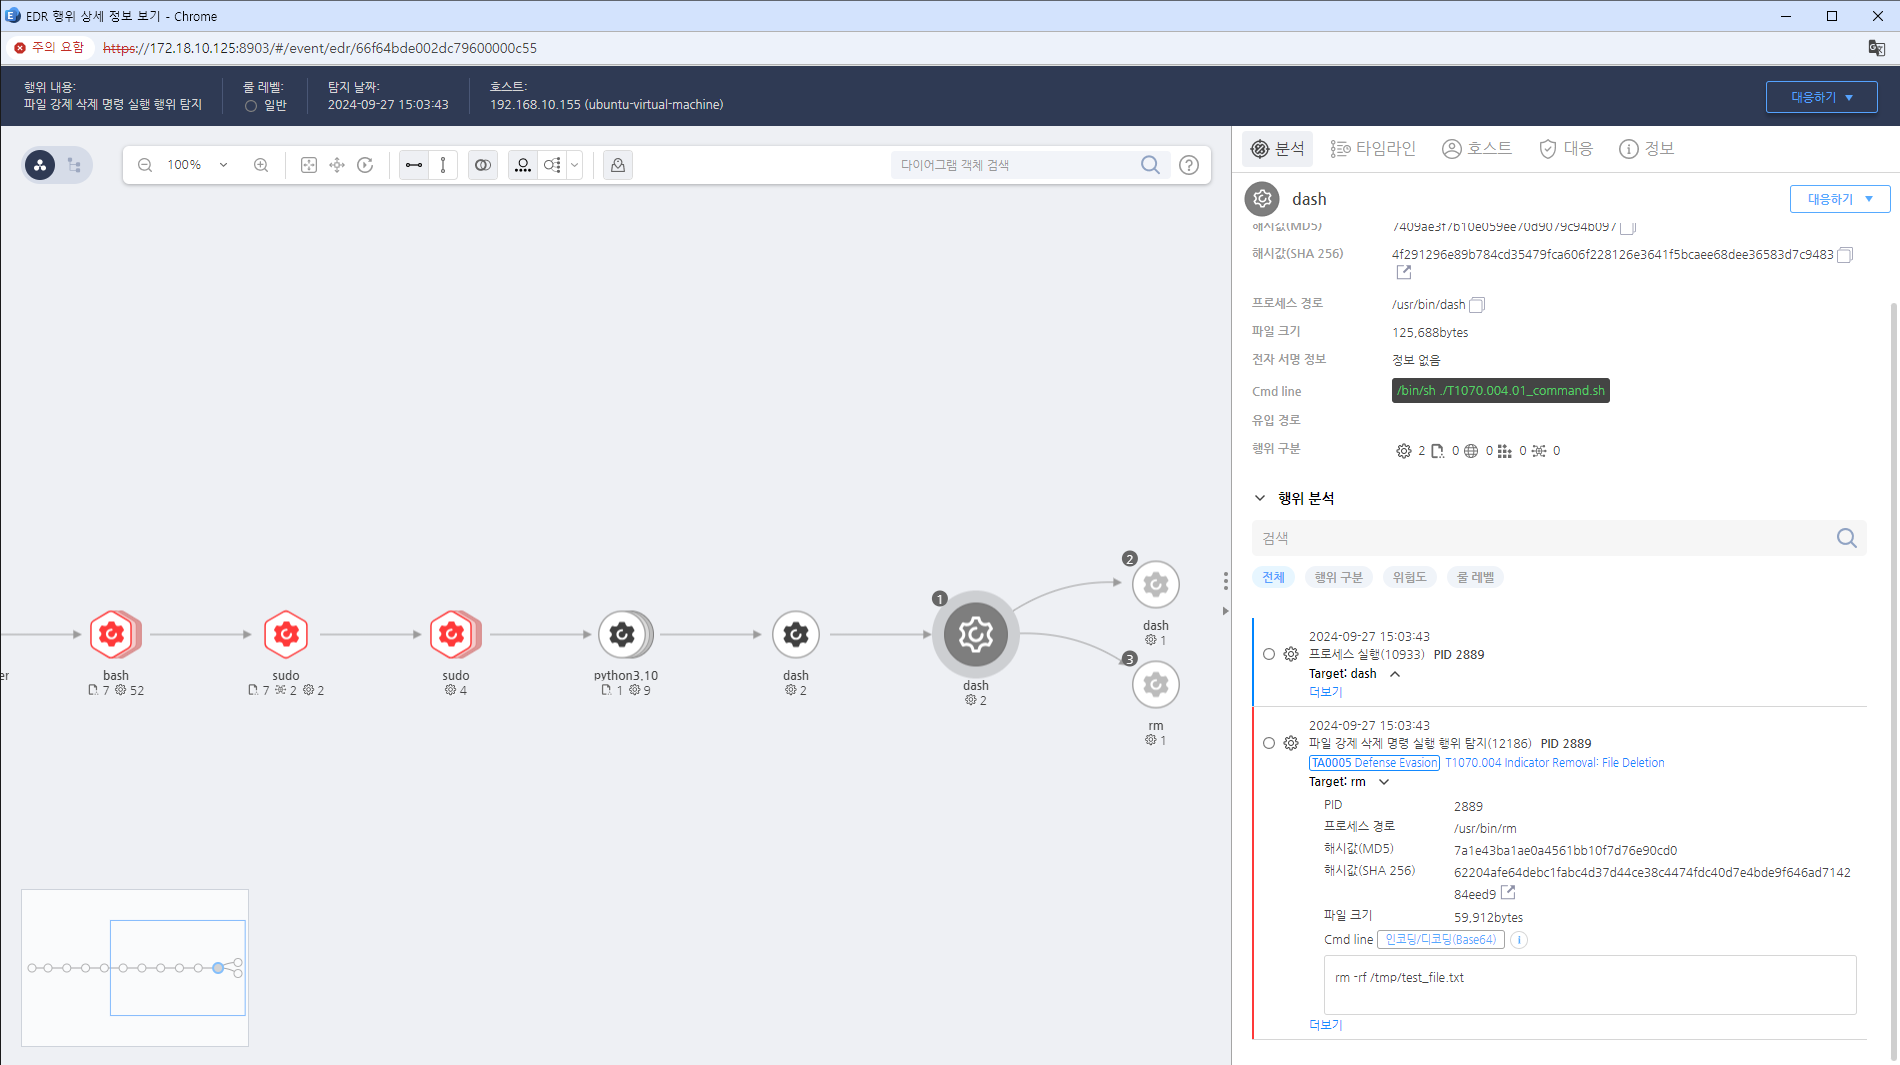 EDR 행위 상세 정보 보기 - Chrome
주의 요함 https://172.18.10.125:8903/#/event/edr/66f64bde002dc79600000c55
행위 내용:
파일 강제 삭제 명령 실행 행위 탐지
룰 레벨:
일반
탐지 날짜:
2024-09-27 15:03:43
호스트:
192.168.10.155 (ubuntu-virtual-machine)
대응하기
100%
다이어그램 객체 검색
er
bash
7 52
sudo
7 2 2
sudo
4
python3.10
1 9
dash
2
1
dash
2
2
dash
1
3
rm
1
분석 타임라인 호스트 대응 정보
dash
대응하기
해시값(MD5) 7409ae3f7b10e059ee70d9079c94b097
해시값(SHA 256) 4f291296e89b784cd35479fca606f228126e3641f5bcaee68dee36583d7c9483
프로세스 경로 /usr/bin/dash
파일 크기 125,688bytes
전자 서명 정보 정보 없음
Cmd line /bin/sh ./T1070.004.01_command.sh
유입 경로
행위 구분 2 0 0 0 0
행위 분석
검색
전체 행위 구분 위험도 룰 레벨
2024-09-27 15:03:43
프로세스 실행(10933) PID 2889
Target: dash
더보기
2024-09-27 15:03:43
파일 강제 삭제 명령 실행 행위 탐지(12186) PID 2889
TA0005 Defense Evasion T1070.004 Indicator Removal: File Deletion
Target: rm
PID 2889
프로세스 경로 /usr/bin/rm
해시값(MD5) 7a1e43ba1ae0a4561bb10f7d76e90cd0
해시값(SHA 256) 62204afe64debc1fabc4d37d44ce38c4474fdc40d7e4bde9f646ad7142
84eed9
파일 크기 59,912bytes
Cmd line 인코딩/디코딩(Base64)
rm -rf /tmp/test_file.txt
더보기